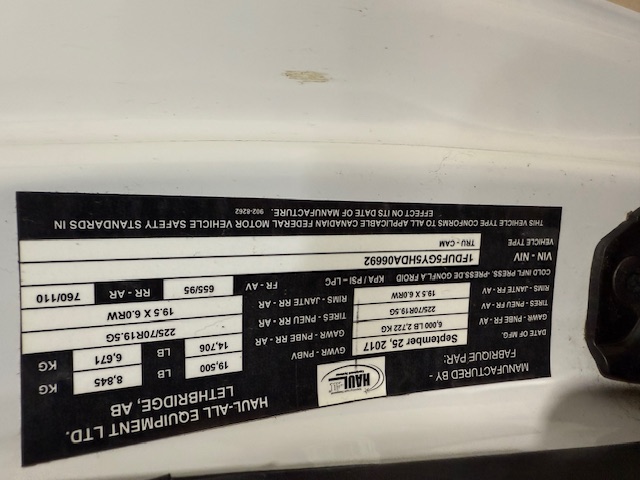 MANUFACTURED BY -
FABRIQUE PAR:
HAUL-ALL
HAUL-ALL EQUIPMENT LTD.
LETHBRIDGE, AB
DATE OF MFG. September 25, 2017 GVWR - PNBV 19,500 LB 8,845 KG
GAWR - PNBE FR AV 6,000 LB 2,722 KG GAWR - PNBE RR AR 14,706 LB 6,671 KG
TIRES - PNEU FR AV 225/70R19.5G TIRES - PNEU RR AR 225/70R19.5G
RIMS - JANTE FR AV 19.5 X 6.0RW RIMS - JANTE RR AR 19.5 X 6.0RW
COLD INFL PRESS. -PRESS DE CONFL A FROID KPA PSI = LPC FR - AV 655/95 RR - AR 760/110
VIN - NIV 1FDUF5GYSHDA06692
VEHICLE TYPE TRU - CAM
THIS VEHICLE TYPE CONFORMS TO ALL APPLICABLE CANADIAN FEDERAL MOTOR VEHICLE SAFETY STANDARDS IN
EFFECT ON ITS DATE OF MANUFACTURE. 902-8262